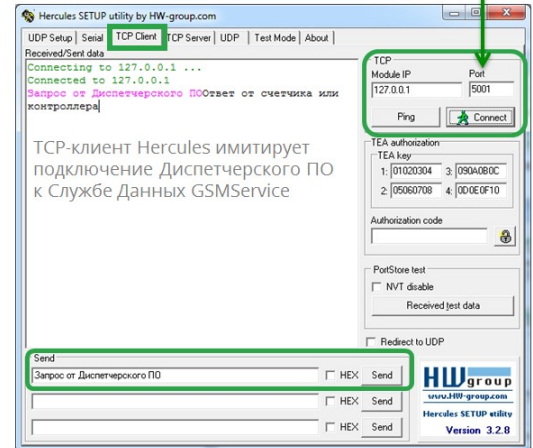 Hercules SETUP utility by HW-group.com
UDP Setup Serial TCP Client TCP Server UDP Test Mode About
Received/Sent data
Connecting to 127.0.0.1 ...
Connected to 127.0.0.1
Запрос от Диспетчерского ПООтвет от счетчика или
контроллера
TCP-клиент Hercules имитирует
подключение Диспетчерского ПО
к Службе Данных GSMService
TCP
Module IP Port
127.0.0.1 5001
Ping Connect
TEA authorization
TEA key
1: 01020304 3: 090A0B0C
2: 05060708 4: 0D0E0F10
Authorization code
PortStore test
NVT disable
Received test data
Redirect to UDP
Send
Запрос от Диспетчерского ПО HEX Send
HEX Send
HEX Send
HWgroup
www.HW-group.com
Hercules SETUP utility
Version 3.2.8